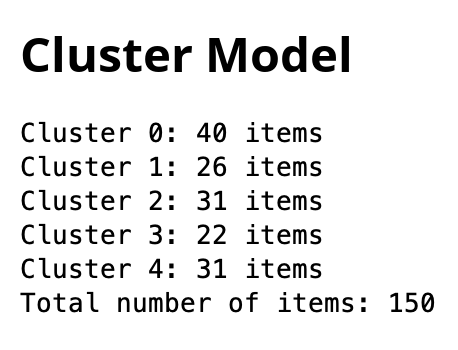 Cluster Model
Cluster 0: 40 items
Cluster 1: 26 items
Cluster 2: 31 items
Cluster 3: 22 items
Cluster 4: 31 items
Total number of items: 150